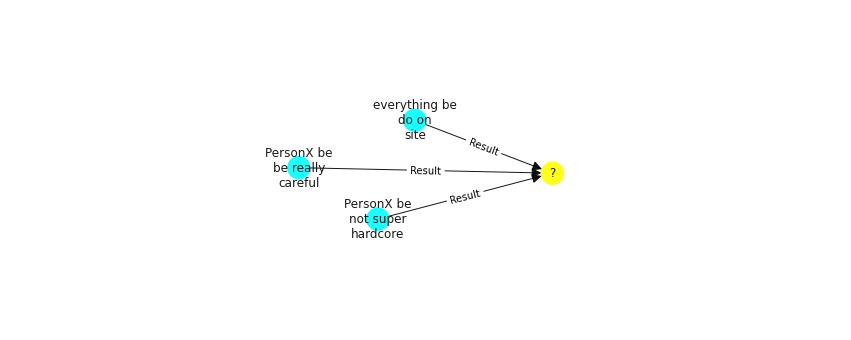 everything be
do on
site
Result
PersonX be
be really
careful
Result
?
PersonX be
not super
hardcore
Result